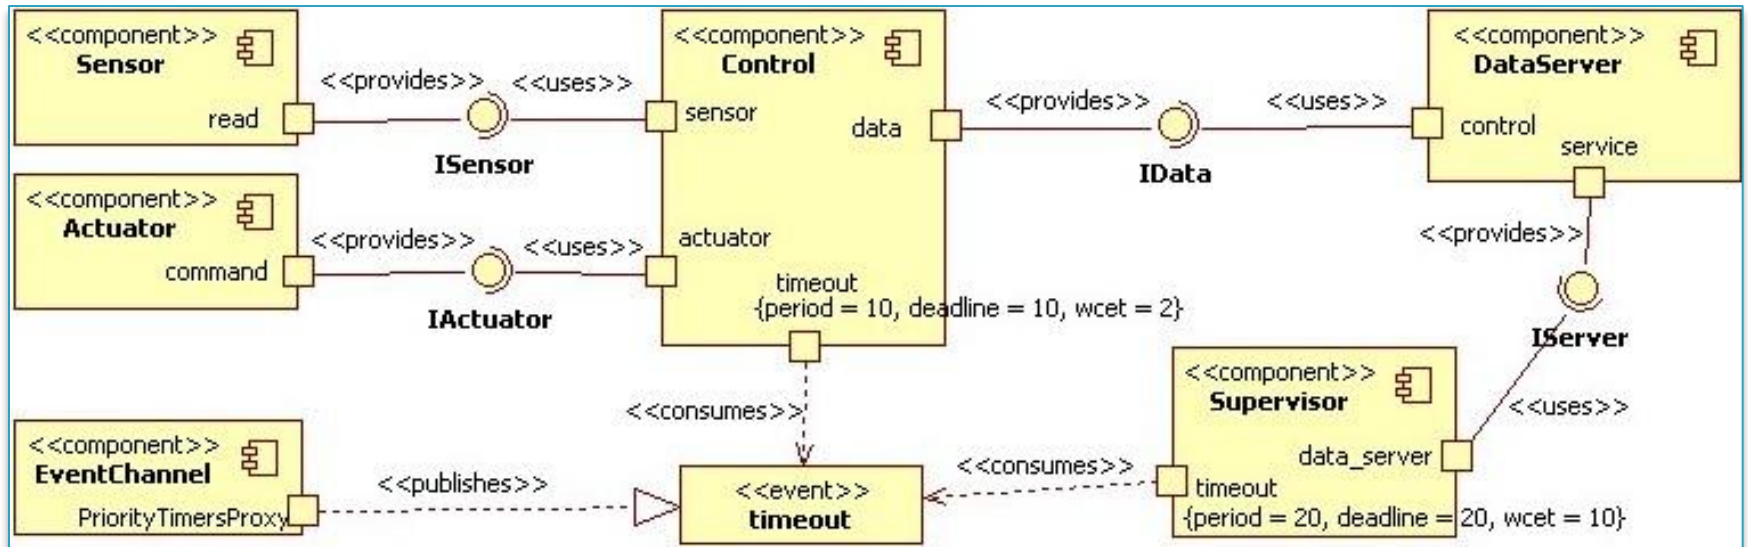 <<component>>
Sensor
read
<<provides>>
<<uses>>
ISensor
<<component>>
Control
sensor
data
actuator
timeout
{period = 10, deadline = 10, wcet = 2}
<<provides>>
<<uses>>
IData
<<component>>
DataServer
control
service
<<component>>
Actuator
command
<<provides>>
<<uses>>
IActuator
<<provides>>
IServer
<<uses>>
<<component>>
Supervisor
data_server
timeout
{period = 20, deadline = 20, wcet = 10}
<<consumes>>
<<consumes>>
<<component>>
EventChannel
PriorityTimersProxy
<<publishes>>
<<event>>
timeout